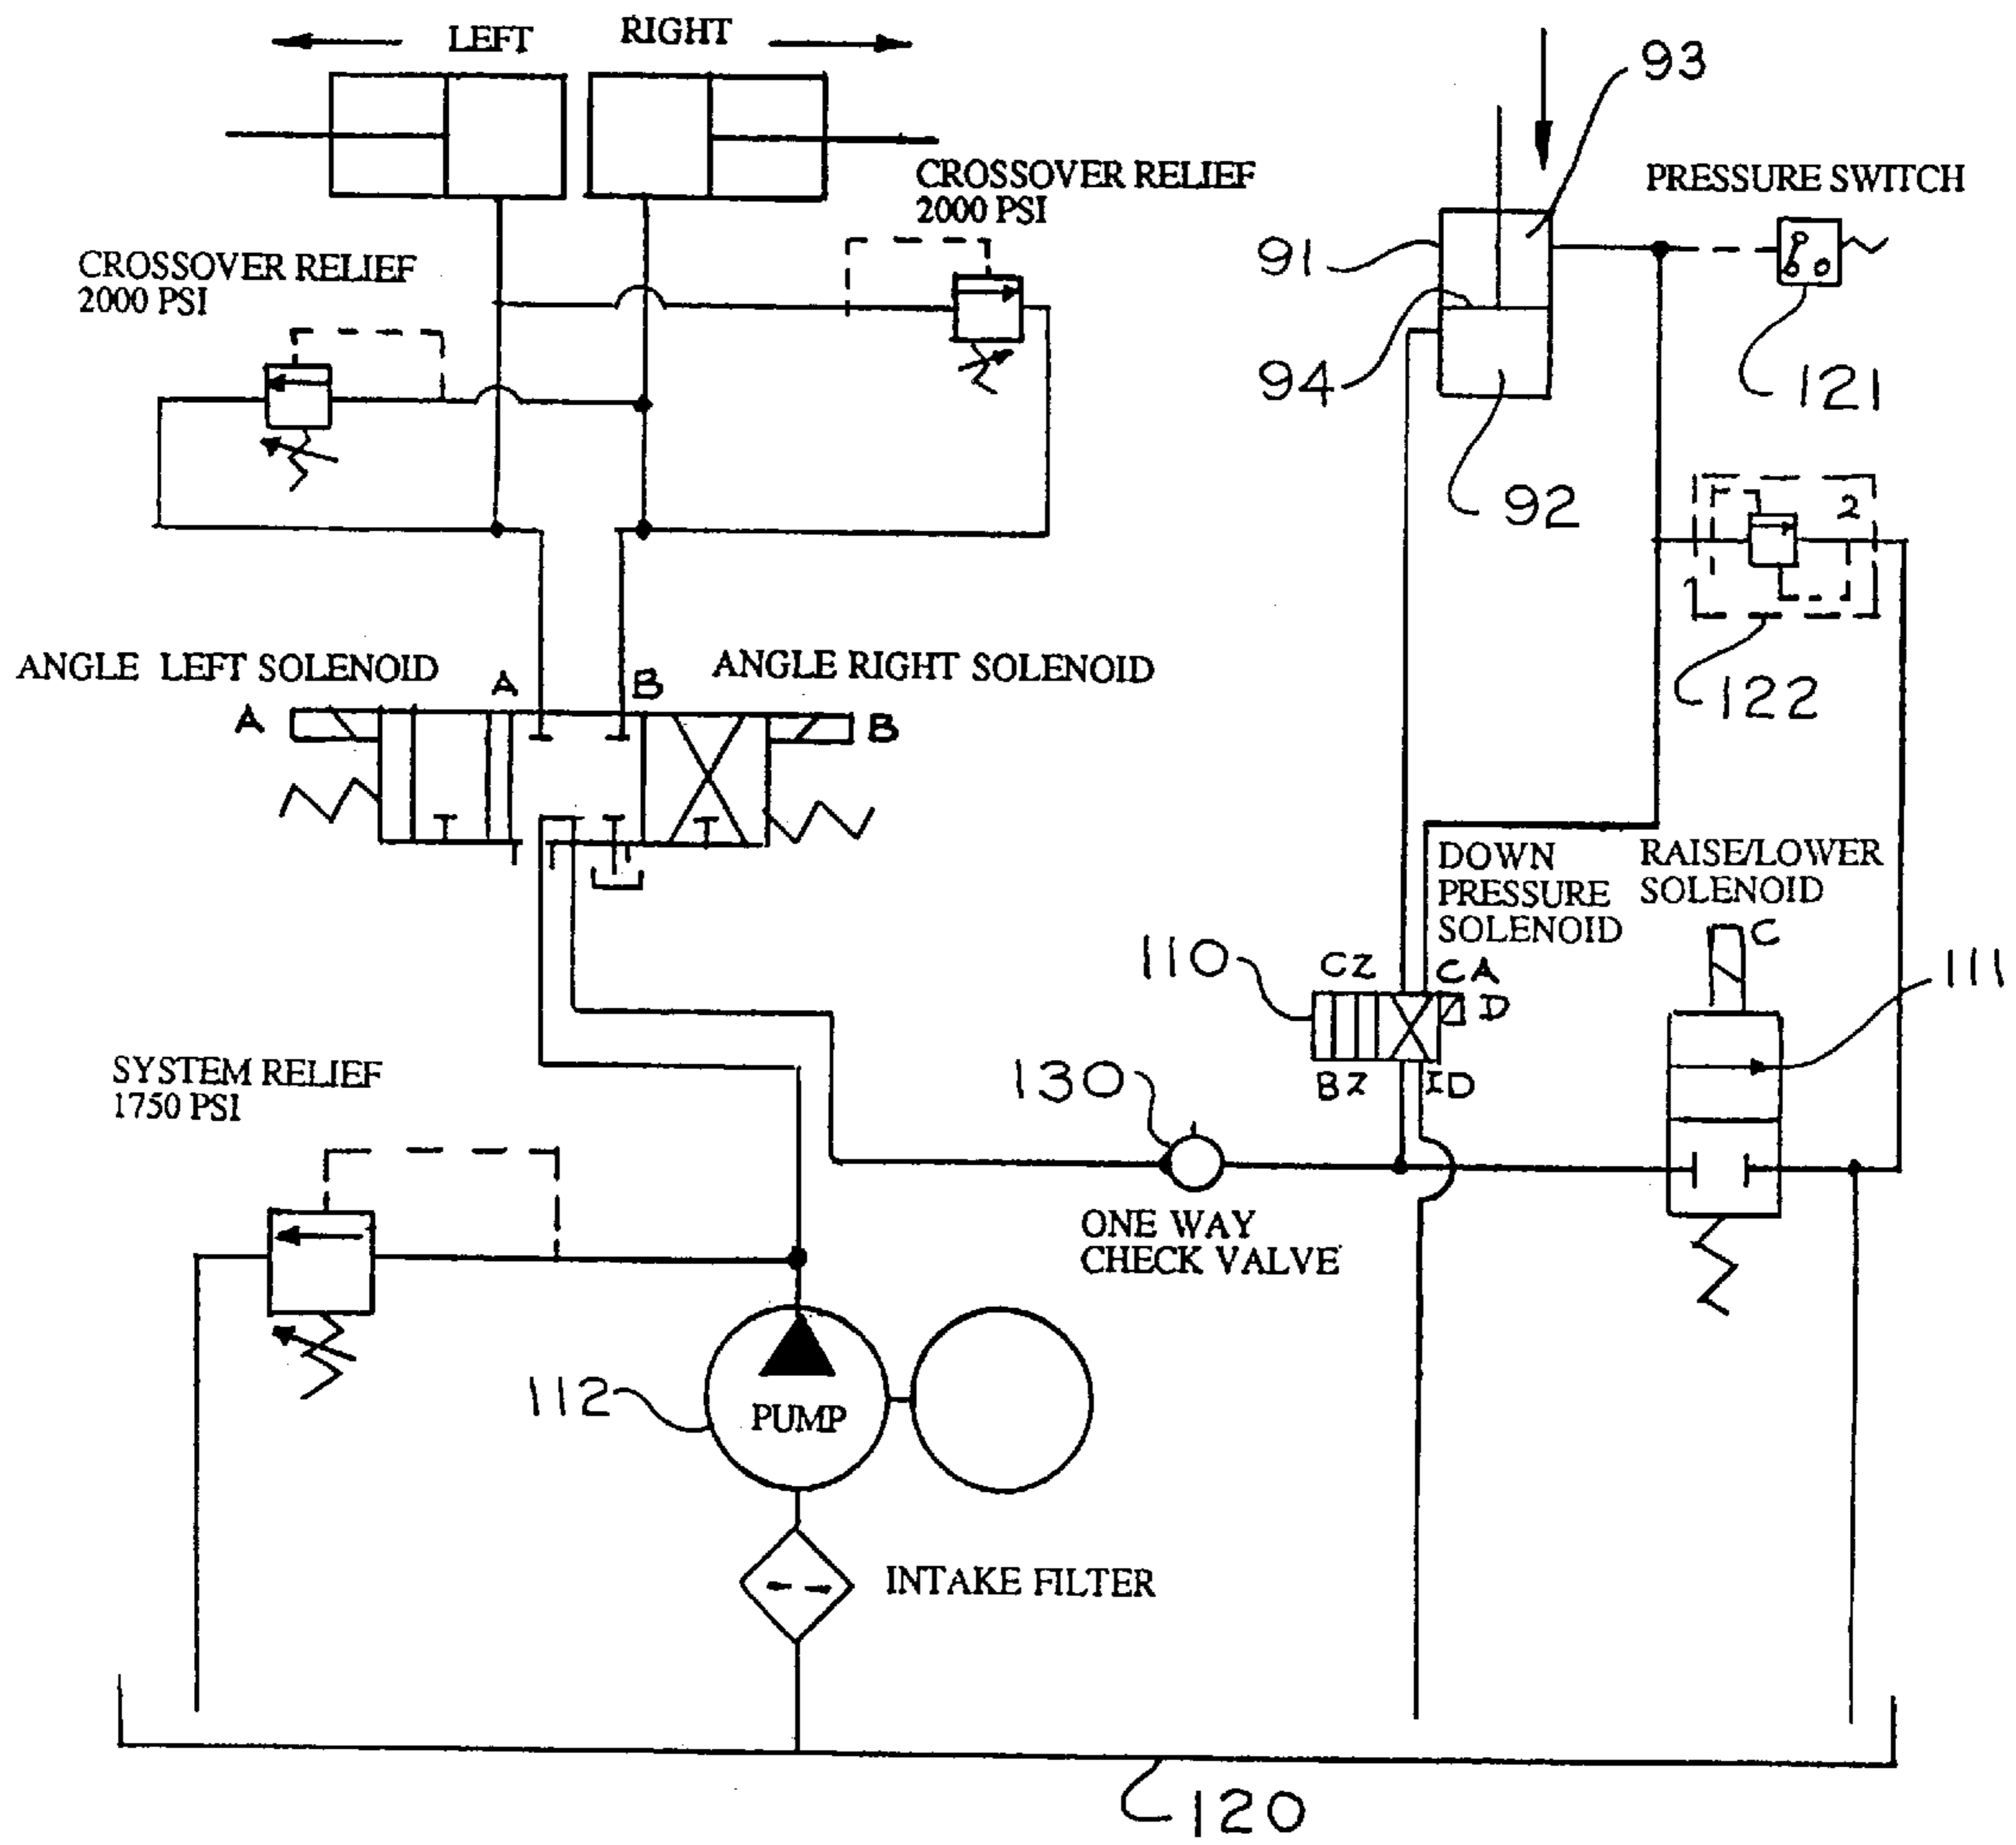 LEFT
RIGHT
93
CROSSOVER RELIEF
2000 PSI
PRESSURE SWITCH
CROSSOVER RELIEF
2000 PSI
91
94
121
92
2
1
122
ANGLE LEFT SOLENOID
A
B
ANGLE RIGHT SOLENOID
A
B
DOWN
PRESSURE
SOLENOID
RAISE/LOWER
SOLENOID
C
110
CZ
CA
D
111
BZ
ID
SYSTEM RELIEF
1750 PSI
130
ONE WAY
CHECK VALVE
112
PUMP
INTAKE FILTER
120